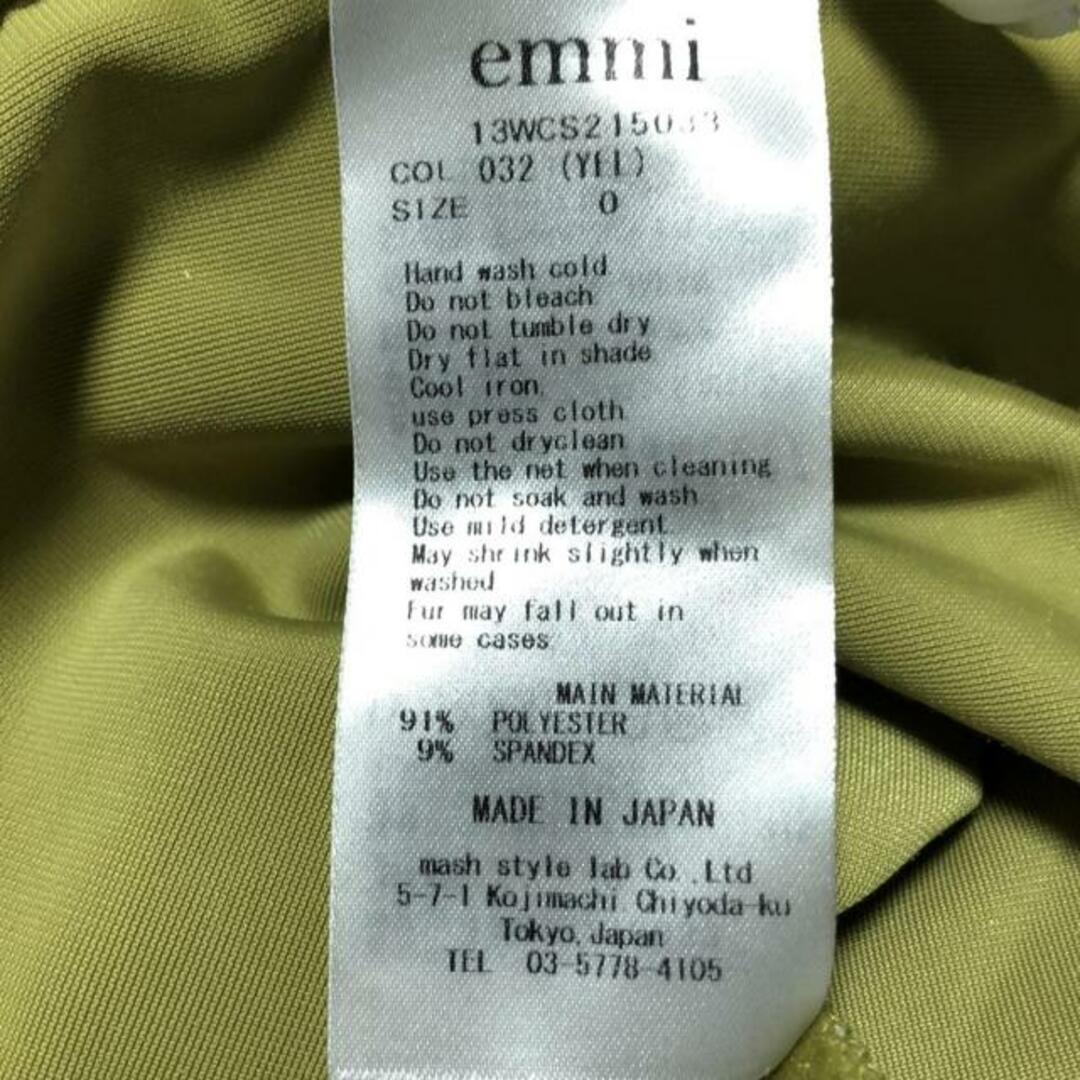 emmi
13WCS215033
COL 032 (YEL)
SIZE 0
Hand wash cold
Do not bleach
Do not tumble dry
Dry flat in shade
Cool iron,
use press cloth
Do not dryclean
Use the net when cleaning
Do not soak and wash
Use mild detergent.
May shrink slightly when
washed
Fur may fall out in
some cases
MAIN MATERIAL
91% POLYESTER
9% SPANDEX
MADE IN JAPAN
mash style lab Co.,Ltd
5-7-1 Kojimachi Chiyoda-ku
Tokyo, Japan
TEL 03-5778-4105